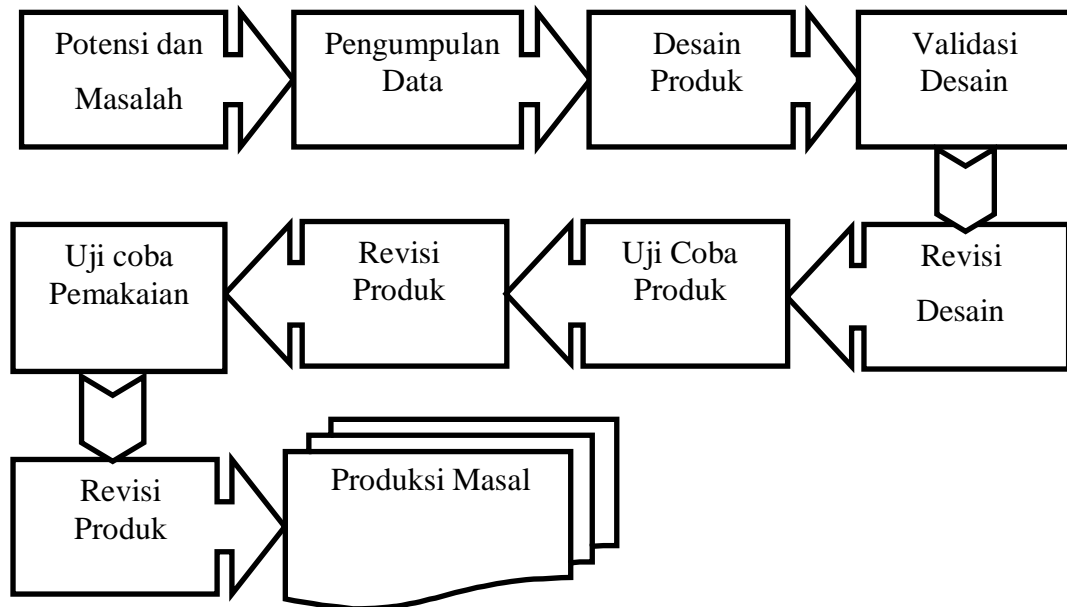 Potensi dan
Masalah
Pengumpulan
Data
Desain
Produk
Validasi
Desain
Revisi
Desain
Uji Coba
Produk
Revisi
Produk
Uji coba
Pemakaian
Revisi
Produk
Produksi Masal